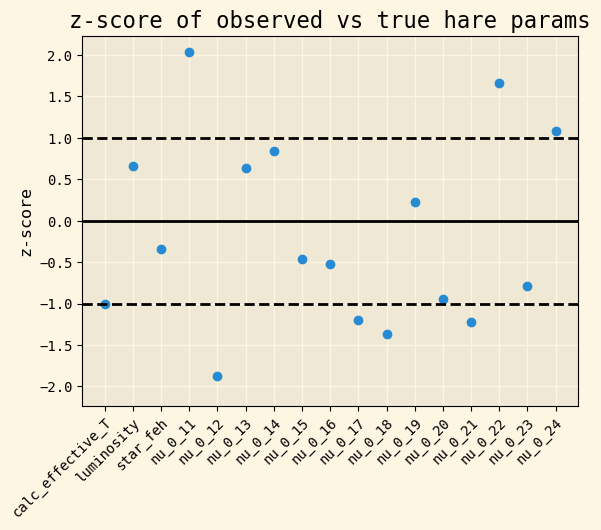 z-score of observed vs true hare params
z-score
2.0
1.5
1.0
0.5
0.0
−0.5
−1.0
−1.5
−2.0
calc_effective_T
luminosity
star_feh
nu_0_11
nu_0_12
nu_0_13
nu_0_14
nu_0_15
nu_0_16
nu_0_17
nu_0_18
nu_0_19
nu_0_20
nu_0_21
nu_0_22
nu_0_23
nu_0_24